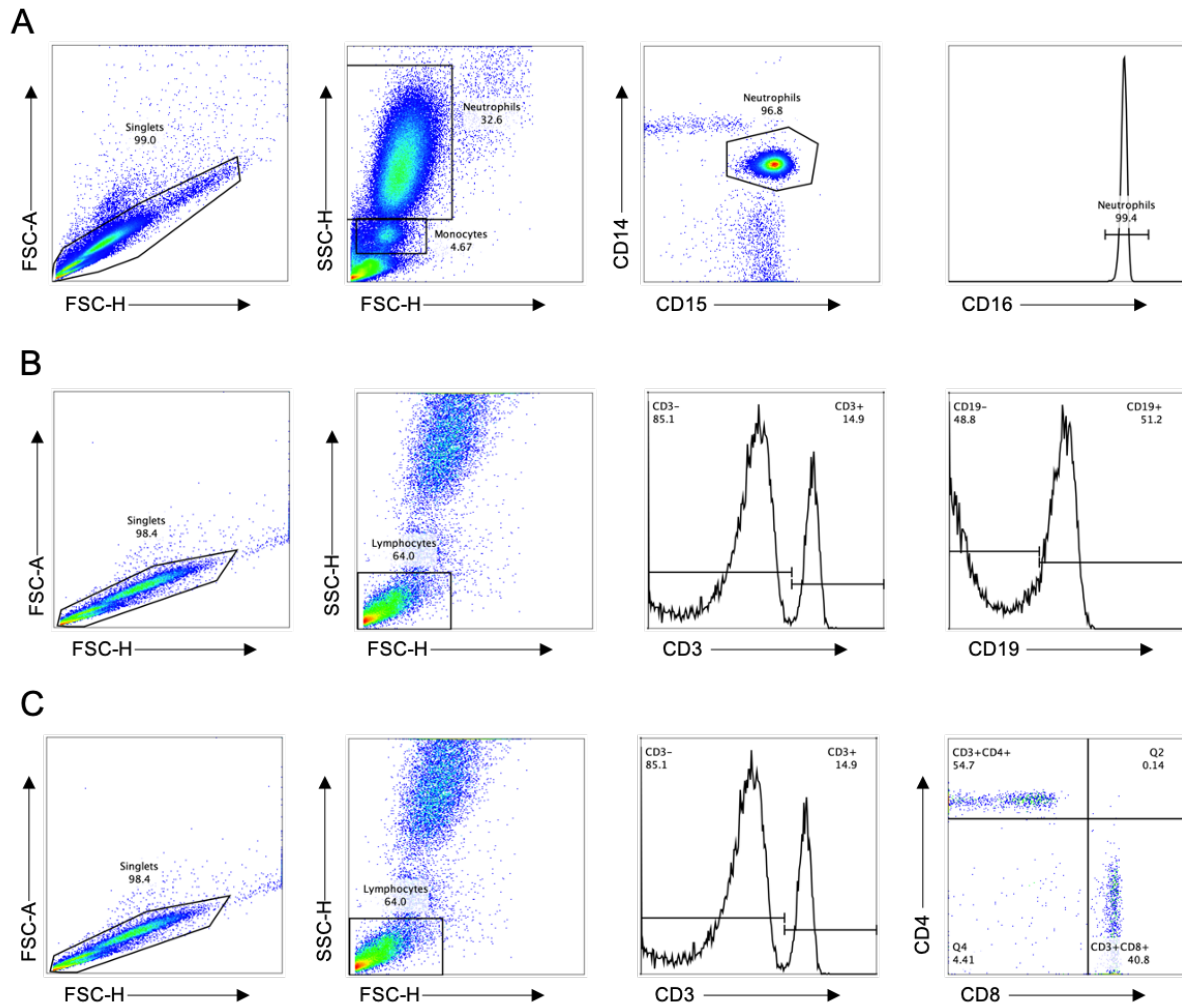 A
FSC-A
Singlets
99.0
FSC-H
SSC-H
Neutrophils
32.6
Monocytes
4.67
FSC-H
CD14
Neutrophils
96.8
CD15
Neutrophils
99.4
CD16
B
FSC-A
Singlets
98.4
FSC-H
SSC-H
Lymphocytes
64.0
FSC-H
CD3-
85.1
CD3+
14.9
CD3
CD19-
48.8
CD19+
51.2
CD19
C
FSC-A
Singlets
98.4
FSC-H
SSC-H
Lymphocytes
64.0
FSC-H
CD3-
85.1
CD3+
14.9
CD3
CD4
CD3+CD4+
54.7
Q2
0.14
Q4
4.41
CD3+CD8+
40.8
CD8